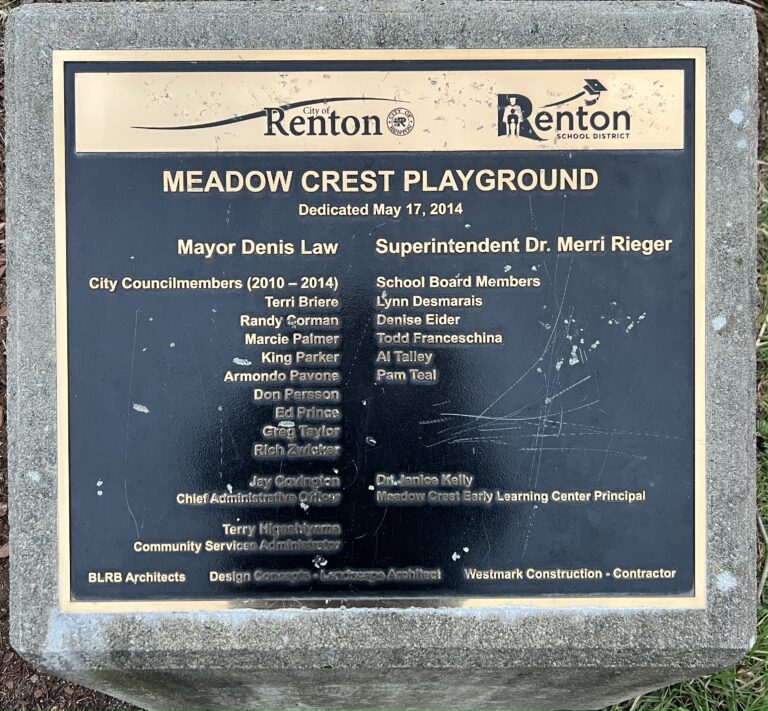 City of
Renton
CITY OF RENTON
Renton
SCHOOL DISTRICT
MEADOW CREST PLAYGROUND
Dedicated May 17, 2014
Mayor Denis Law
City Councilmembers (2010 – 2014)
Terri Briere
Randy Corman
Marcie Palmer
King Parker
Armondo Pavone
Don Persson
Ed Prince
Greg Taylor
Rich Zwicker
Jay Covington
Chief Administrative Officer
Terry Higashiyama
Community Services Administrator
Superintendent Dr. Merri Rieger
School Board Members
Lynn Desmarais
Denise Eider
Todd Franceschina
Al Talley
Pam Teal
Dr. Janice Kelly
Meadow Crest Early Learning Center Principal
BLRB Architects
Design Concepts - Landscape Architect
Westmark Construction - Contractor